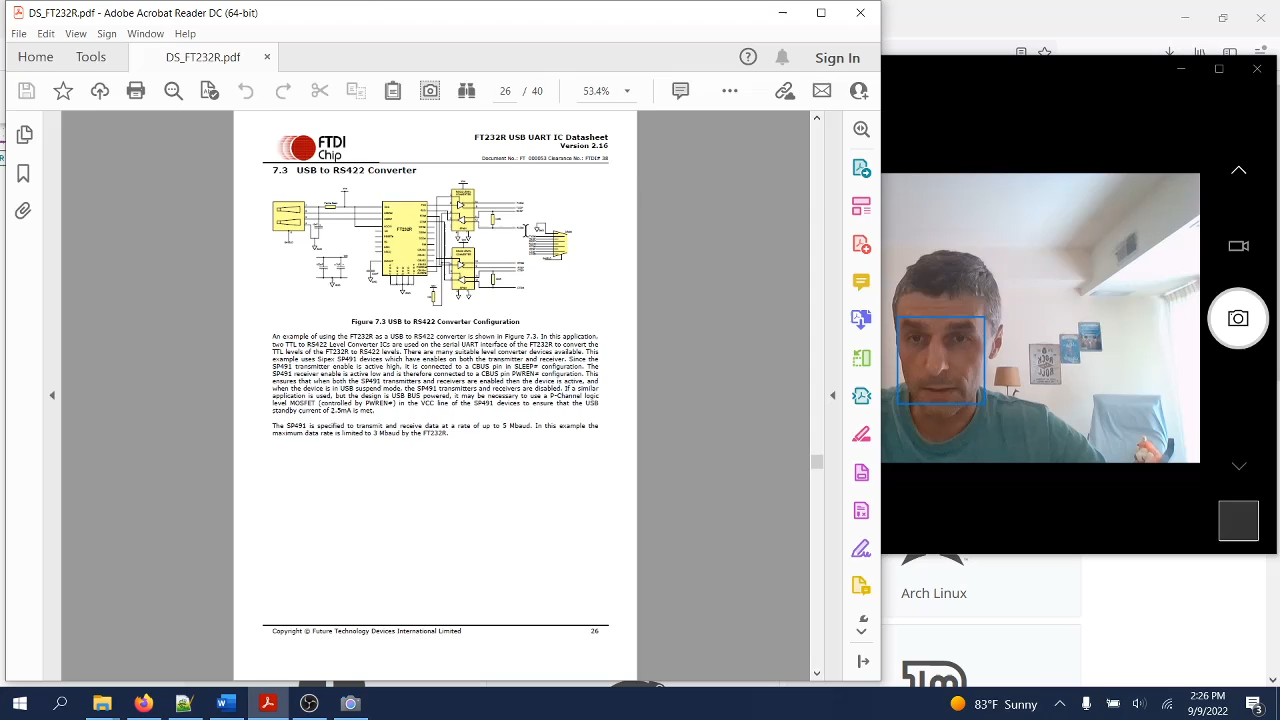 DS_FT232R.pdf - Adobe Acrobat Reader DC (64-bit)
File Edit View Sign Window Help
Home Tools DS_FT232R.pdf × Sign In
26 / 40 53.4%
FTDI
Chip
FT232R USB UART IC Datasheet
Version 2.16
Document No.: FT_000053 Clearance No.: FTDI# 38
7.3 USB to RS422 Converter
FT232R
Figure 7.3 USB to RS422 Converter Configuration
An example of using the FT232R as a USB to RS422 converter is shown in Figure 7.3. In this application,
two TTL to RS422 Level Converter ICs are used on the serial UART interface of the FT232R to convert the
TTL levels of the FT232R to RS422 levels. There are many suitable level converter devices available. This
example uses Sipex SP491 devices which have enables on both the transmitter and receiver. Since the
SP491 transmitter enable is active high, it is connected to a CBUS pin in SLEEP# configuration. The
SP491 receiver enable is active low and is therefore connected to a CBUS pin PWREN# configuration. This
ensures that when both the SP491 transmitters and receivers are enabled then the device is active, and
when the device is in USB suspend mode, the SP491 transmitters and receivers are disabled. If a similar
application is used, but the design is USB BUS powered, it may be necessary to use a P-Channel logic
level MOSFET (controlled by PWREN#) in the VCC line of the SP491 devices to ensure that the USB
standby current of 2.5mA is met.
The SP491 is specified to transmit and receive data at a rate of up to 5 Mbaud. In this example the
maximum data rate is limited to 3 Mbaud by the FT232R.
Copyright © Future Technology Devices International Limited 26
Arch Linux
83°F Sunny
2:26 PM
9/9/2022
3